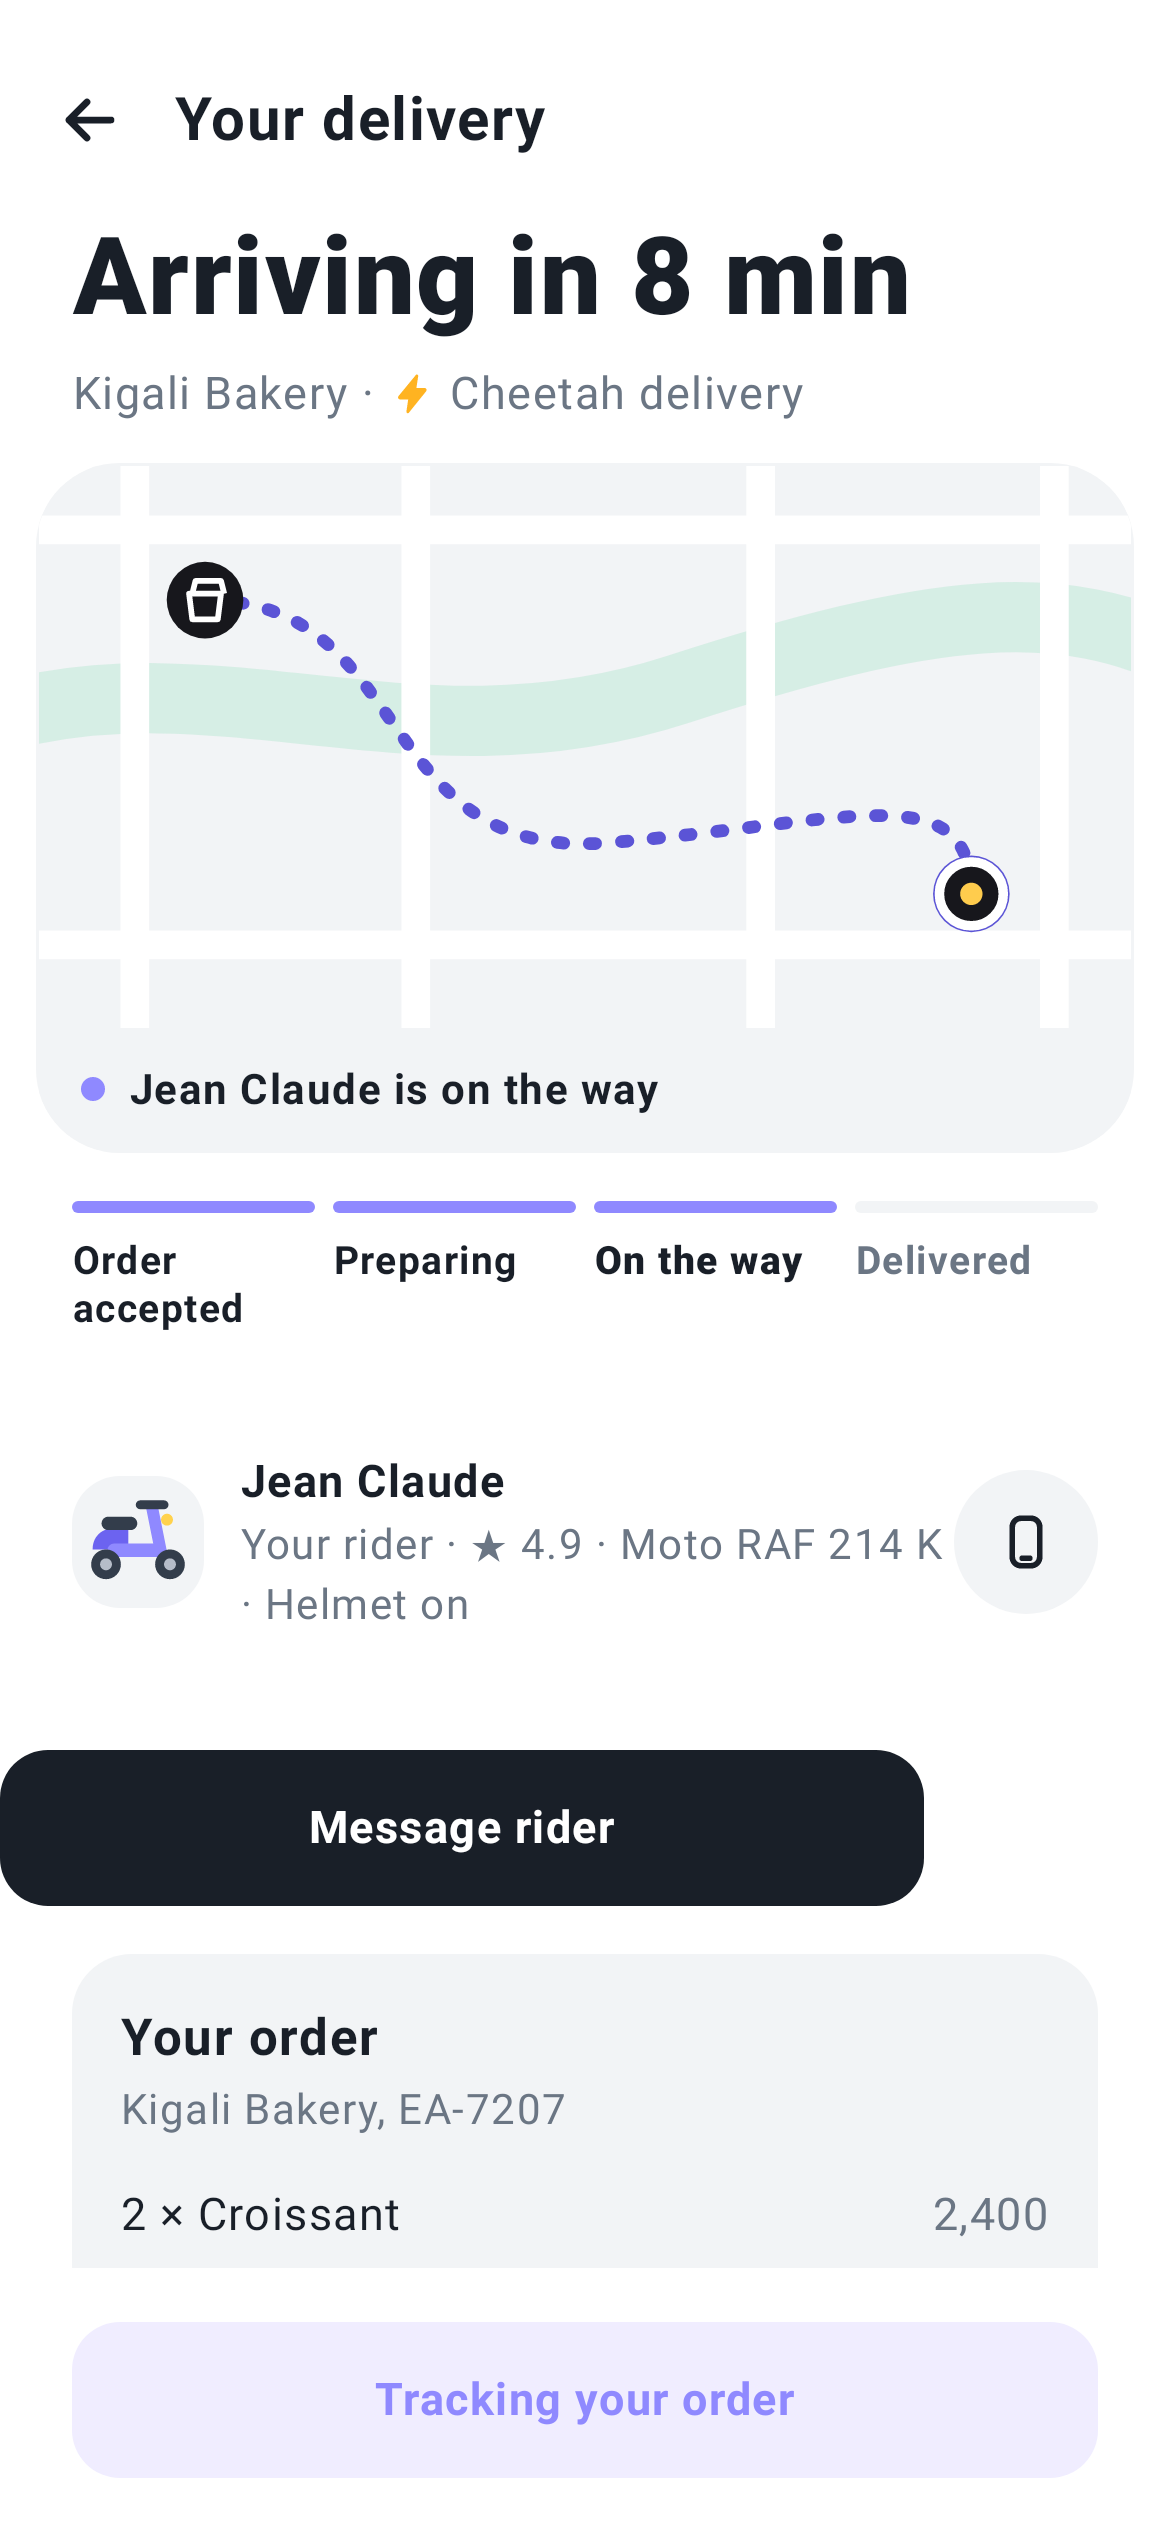 Your delivery
Arriving in 8 min
Kigali Bakery · ⚡ Cheetah delivery
Jean Claude is on the way
Order accepted
Preparing
On the way
Delivered
Jean Claude
Your rider · ★ 4.9 · Moto RAF 214 K
· Helmet on
Message rider
Your order
Kigali Bakery, EA-7207
2 × Croissant 2,400
Tracking your order